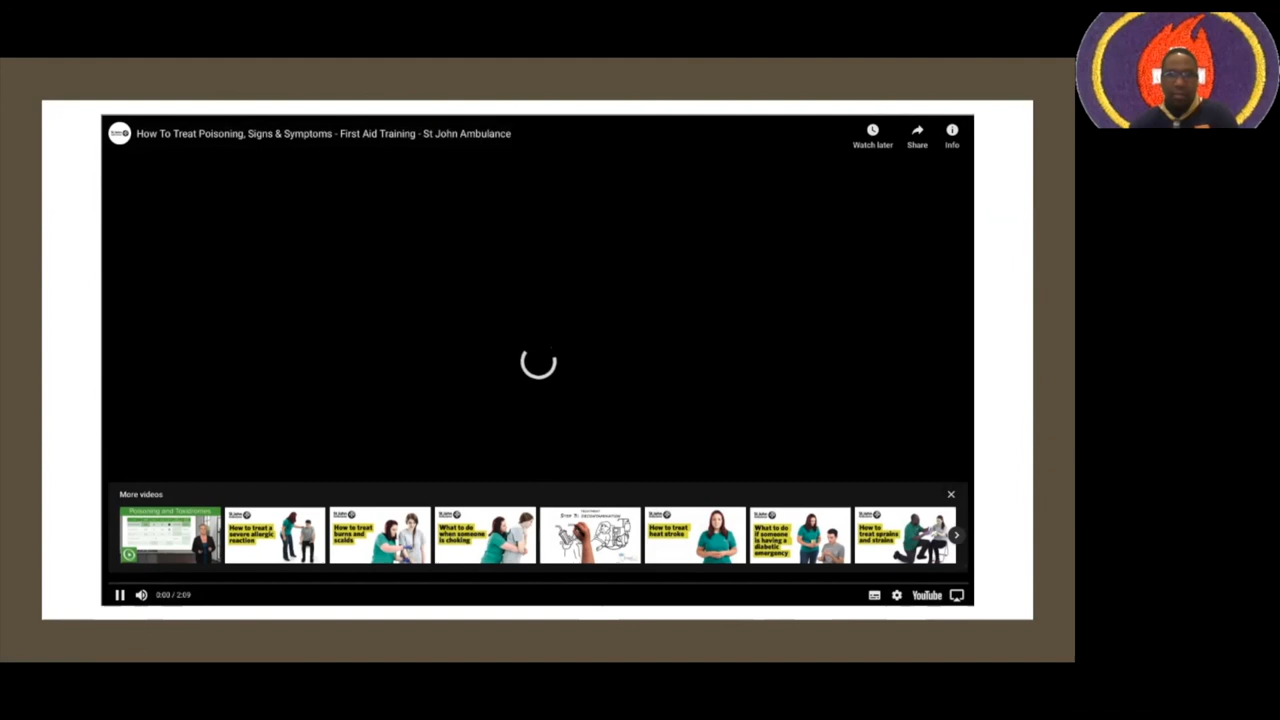 How To Treat Poisoning, Signs & Symptoms - First Aid Training - St John Ambulance
Watch later
Share
Info
More videos
Poisoning and Toxidromes
How to treat a
severe allergic
reaction
How to treat
burns and
scalds
What to do
when someone
is choking
How to treat
heat stroke
What to do
if someone
is having a
diabetic
emergency
How to
treat sprains
and strains
0:00 / 2:09
YouTube